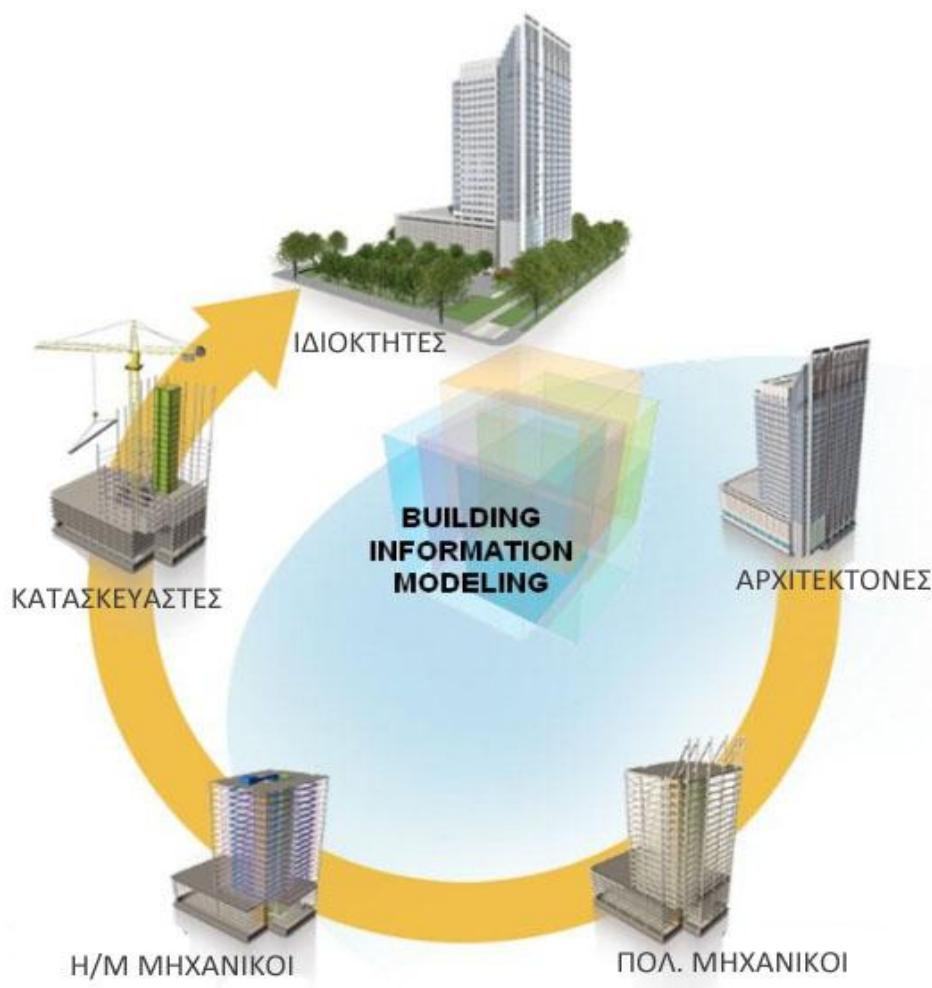 ΙΔΙΟΚΤΗΤΕΣ
BUILDING
INFORMATION
MODELING
ΑΡΧΙΤΕΚΤΟΝΕΣ
ΚΑΤΑΣΚΕΥΑΣΤΕΣ
Η/Μ ΜΗΧΑΝΙΚΟΙ
ΠΟΛ. ΜΗΧΑΝΙΚΟΙ